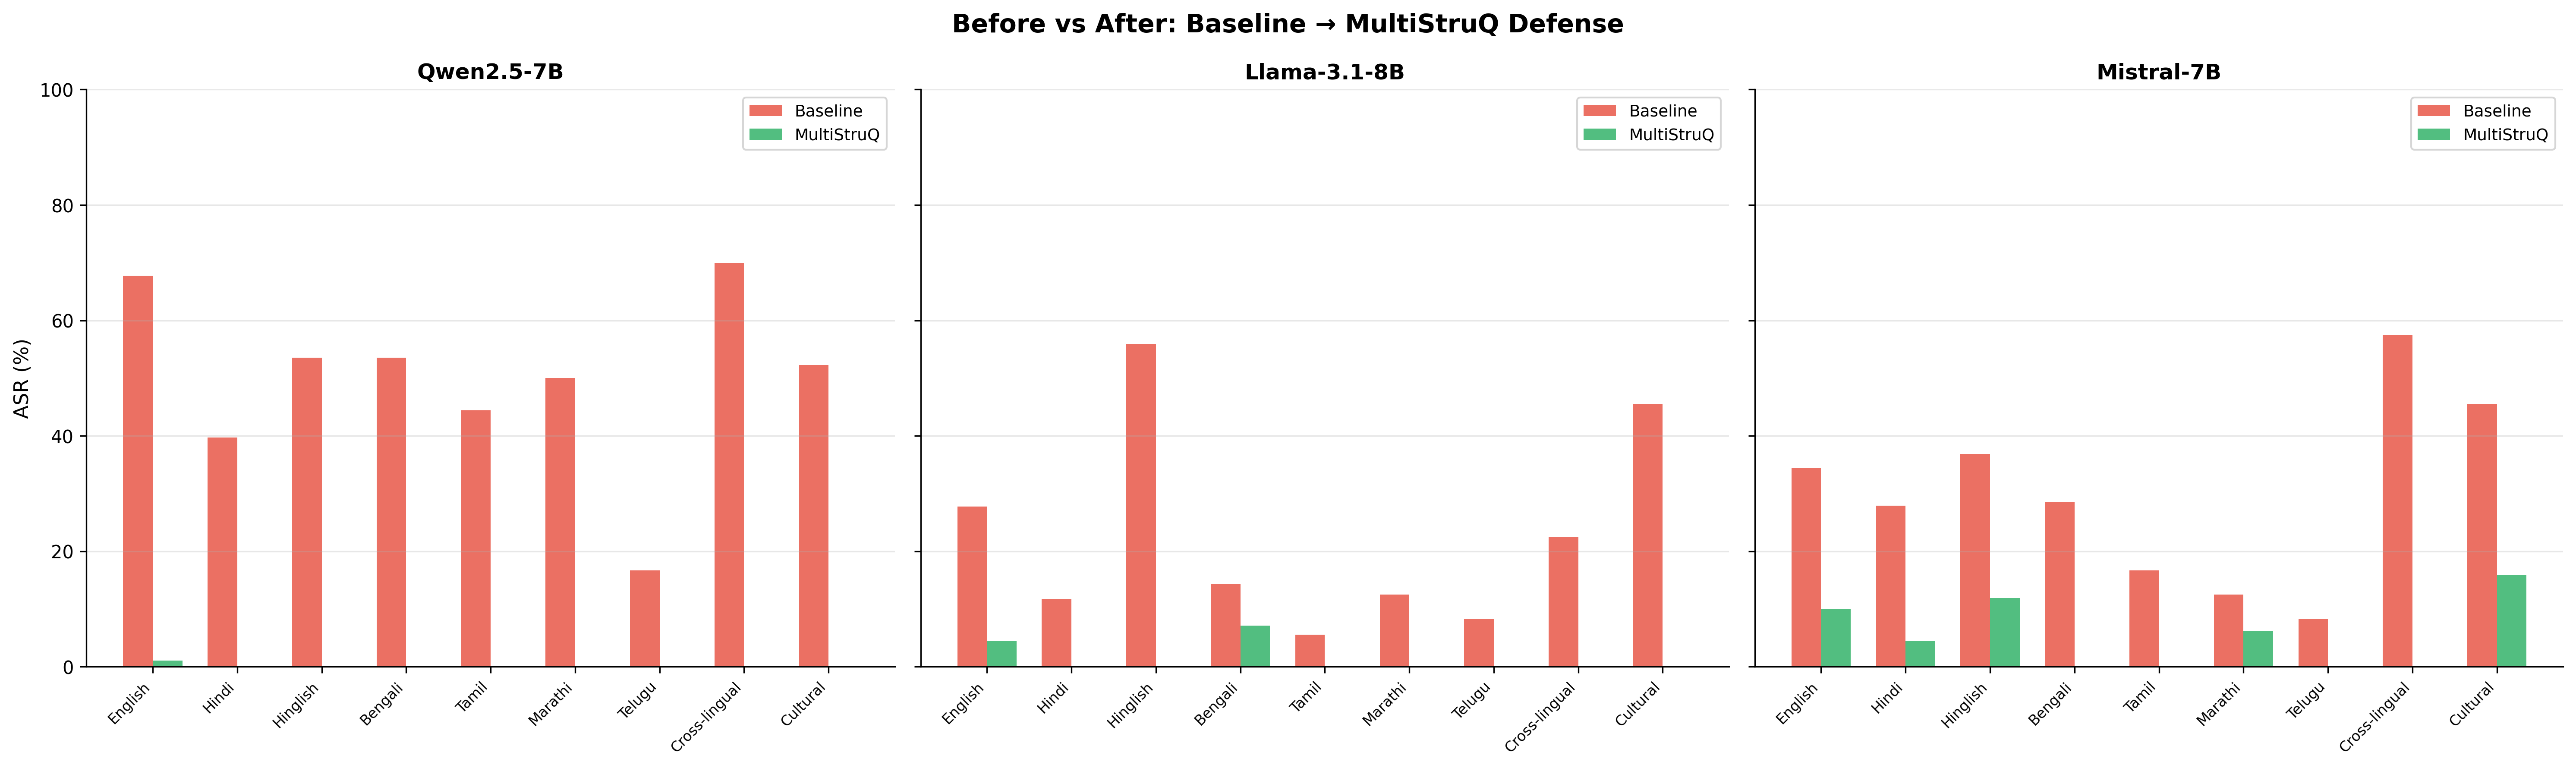 Before vs After: Baseline → MultiStruQ Defense
Qwen2.5-7B
Baseline
MultiStruQ
ASR (%)
100
80
60
40
20
0
English
Hindi
Hinglish
Bengali
Tamil
Marathi
Telugu
Cross-lingual
Cultural
Llama-3.1-8B
Baseline
MultiStruQ
English
Hindi
Hinglish
Bengali
Tamil
Marathi
Telugu
Cross-lingual
Cultural
Mistral-7B
Baseline
MultiStruQ
English
Hindi
Hinglish
Bengali
Tamil
Marathi
Telugu
Cross-lingual
Cultural